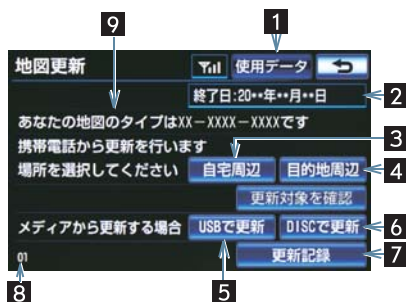 9 1
地図更新 使用データ
終了日:20••年••月••日 2
あなたの地図のタイプはXX－XXXX－XXXXです
携帯電話から更新を行います 3
場所を選択してください 自宅周辺 目的地周辺 4
更新対象を確認
メディアから更新する場合 USBで更新 DISCで更新 6
01 更新記録 7
8 5